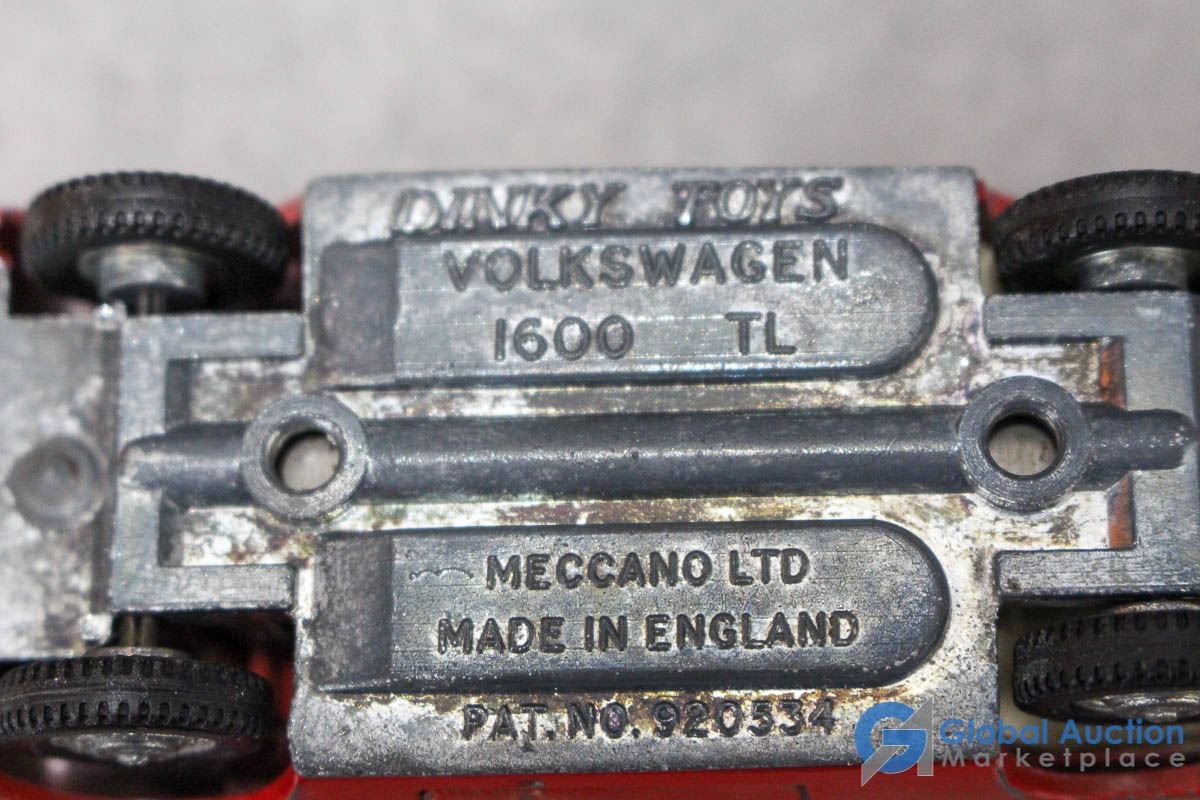 DINKY TOYS
VOLKSWAGEN
1600 TL
MECCANO LTD
MADE IN ENGLAND
PAT. NO. 920534
Global Auction
Marketplace